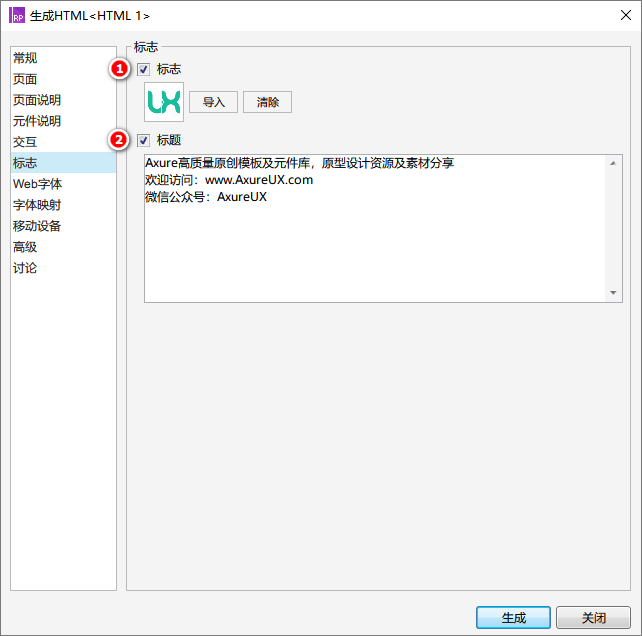 RP 生成HTML<HTML 1>
常规
页面
页面说明
元件说明
交互
标志
Web字体
字体映射
移动设备
高级
讨论
标志
1 标志
UX 导入 清除
2 标题
Axure高质量原创模板及元件库，原型设计资源及素材分享
欢迎访问：www.AxureUX.com
微信公众号：AxureUX
生成 关闭